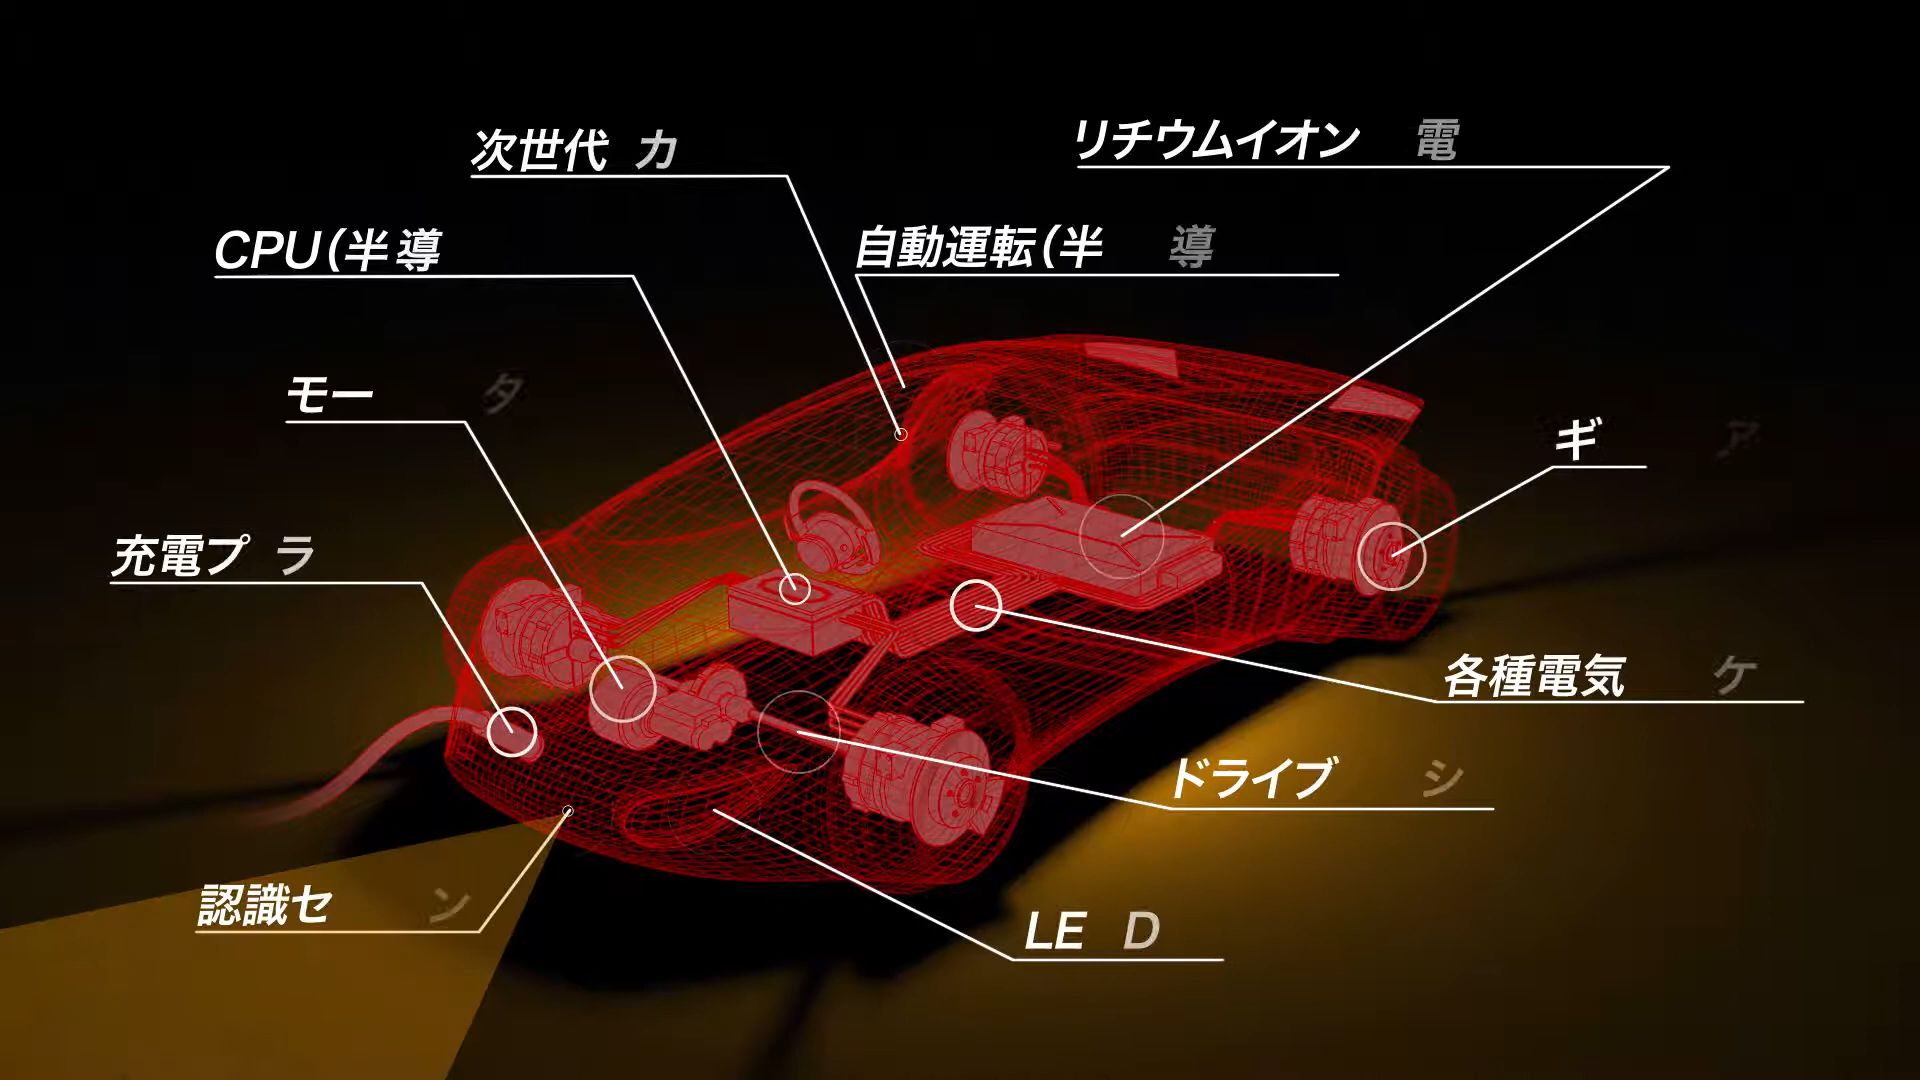 次世代カ
リチウムイオン電
CPU(半導
自動運転(半導
モータ
ギア
充電プラ
各種電気ケ
ドライブシ
認識セン
LED